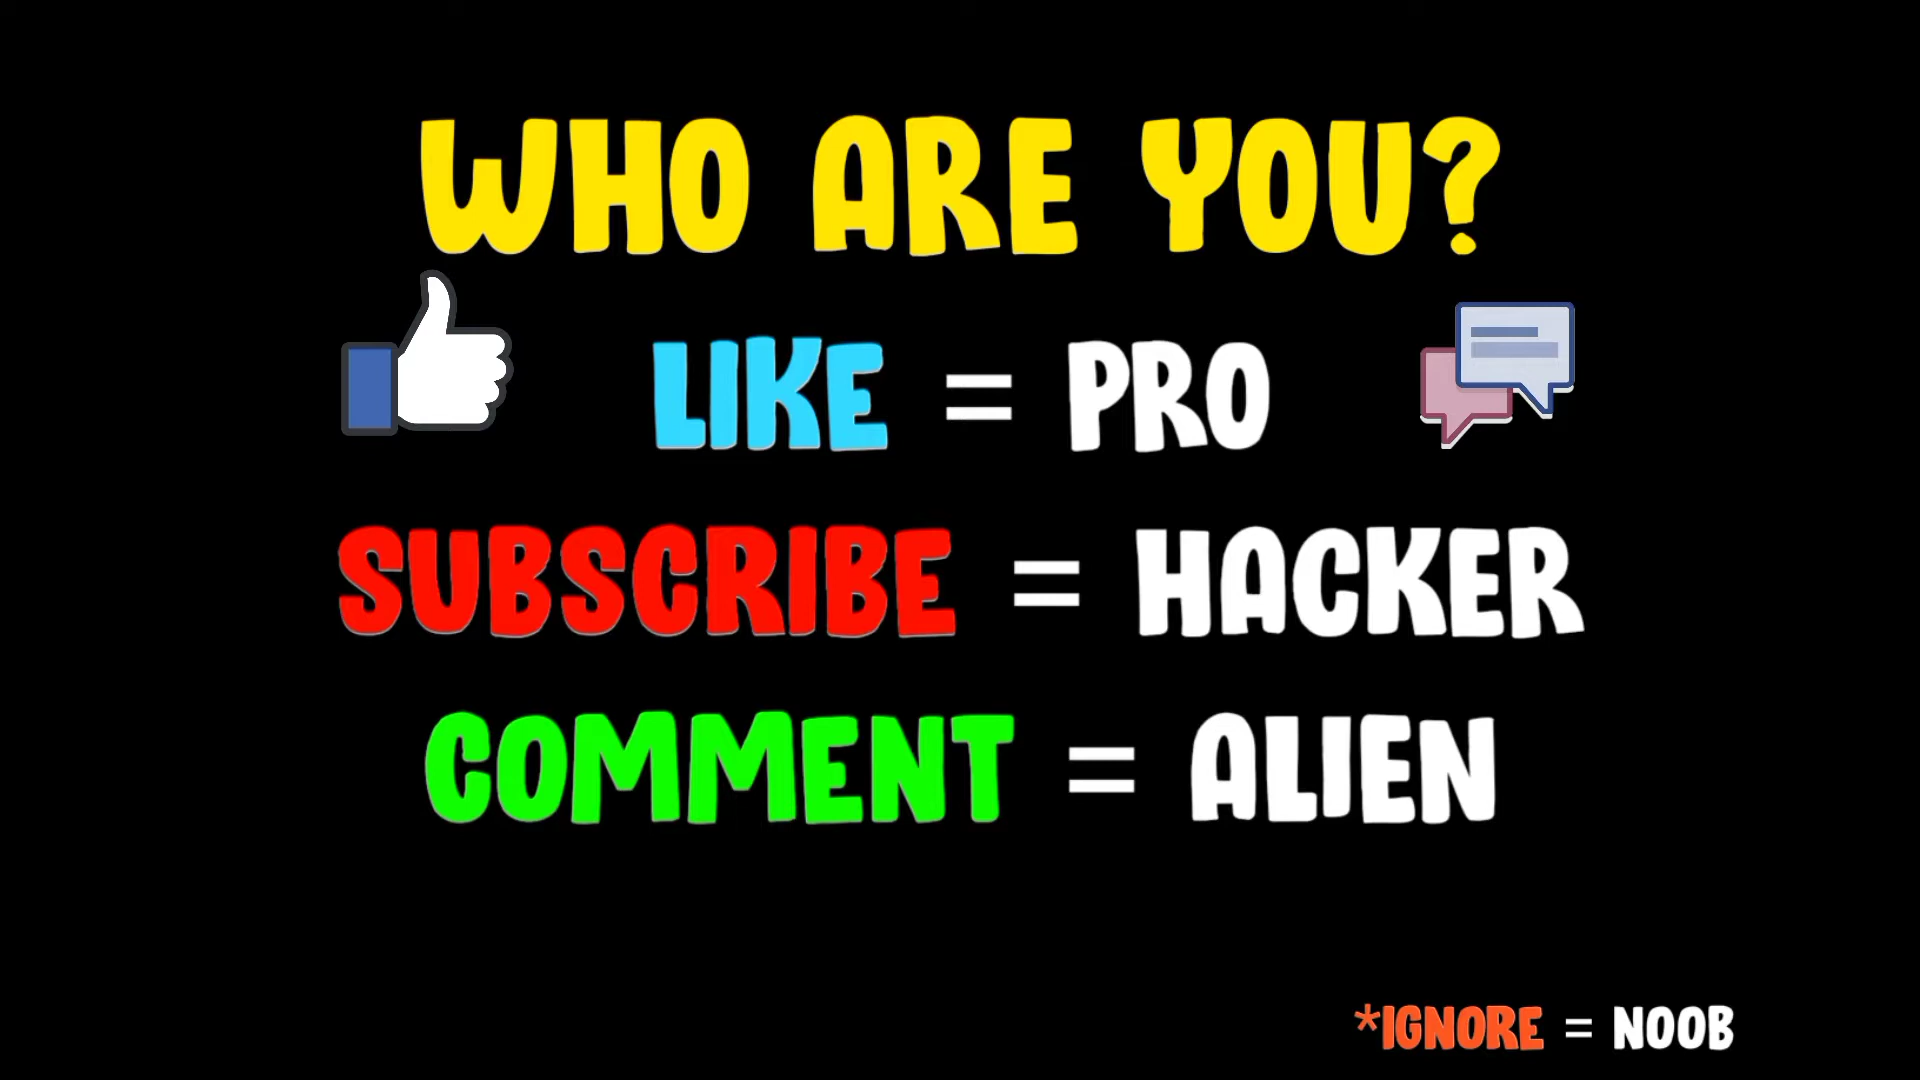 WHO ARE YOU?
LIKE = PRO
SUBSCRIBE = HACKER
COMMENT = ALIEN
*IGNORE = NOOB